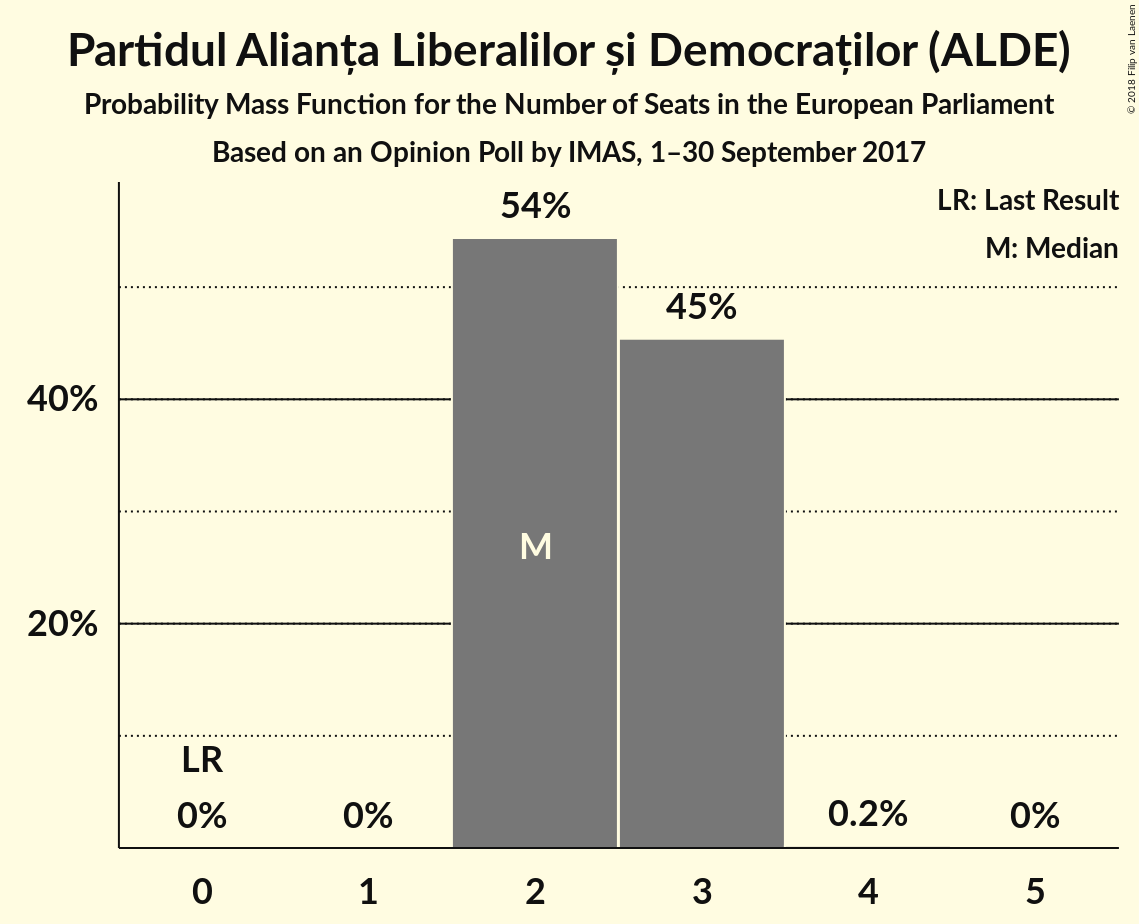 Partidul Alianța Liberalilor și Democraților (ALDE)
Probability Mass Function for the Number of Seats in the European Parliament
Based on an Opinion Poll by IMAS, 1–30 September 2017
© 2018 Filip van Laenen
LR: Last Result
M: Median
54%
45%
40%
M
20%
LR
0%
0%
0.2%
0%
0
1
2
3
4
5